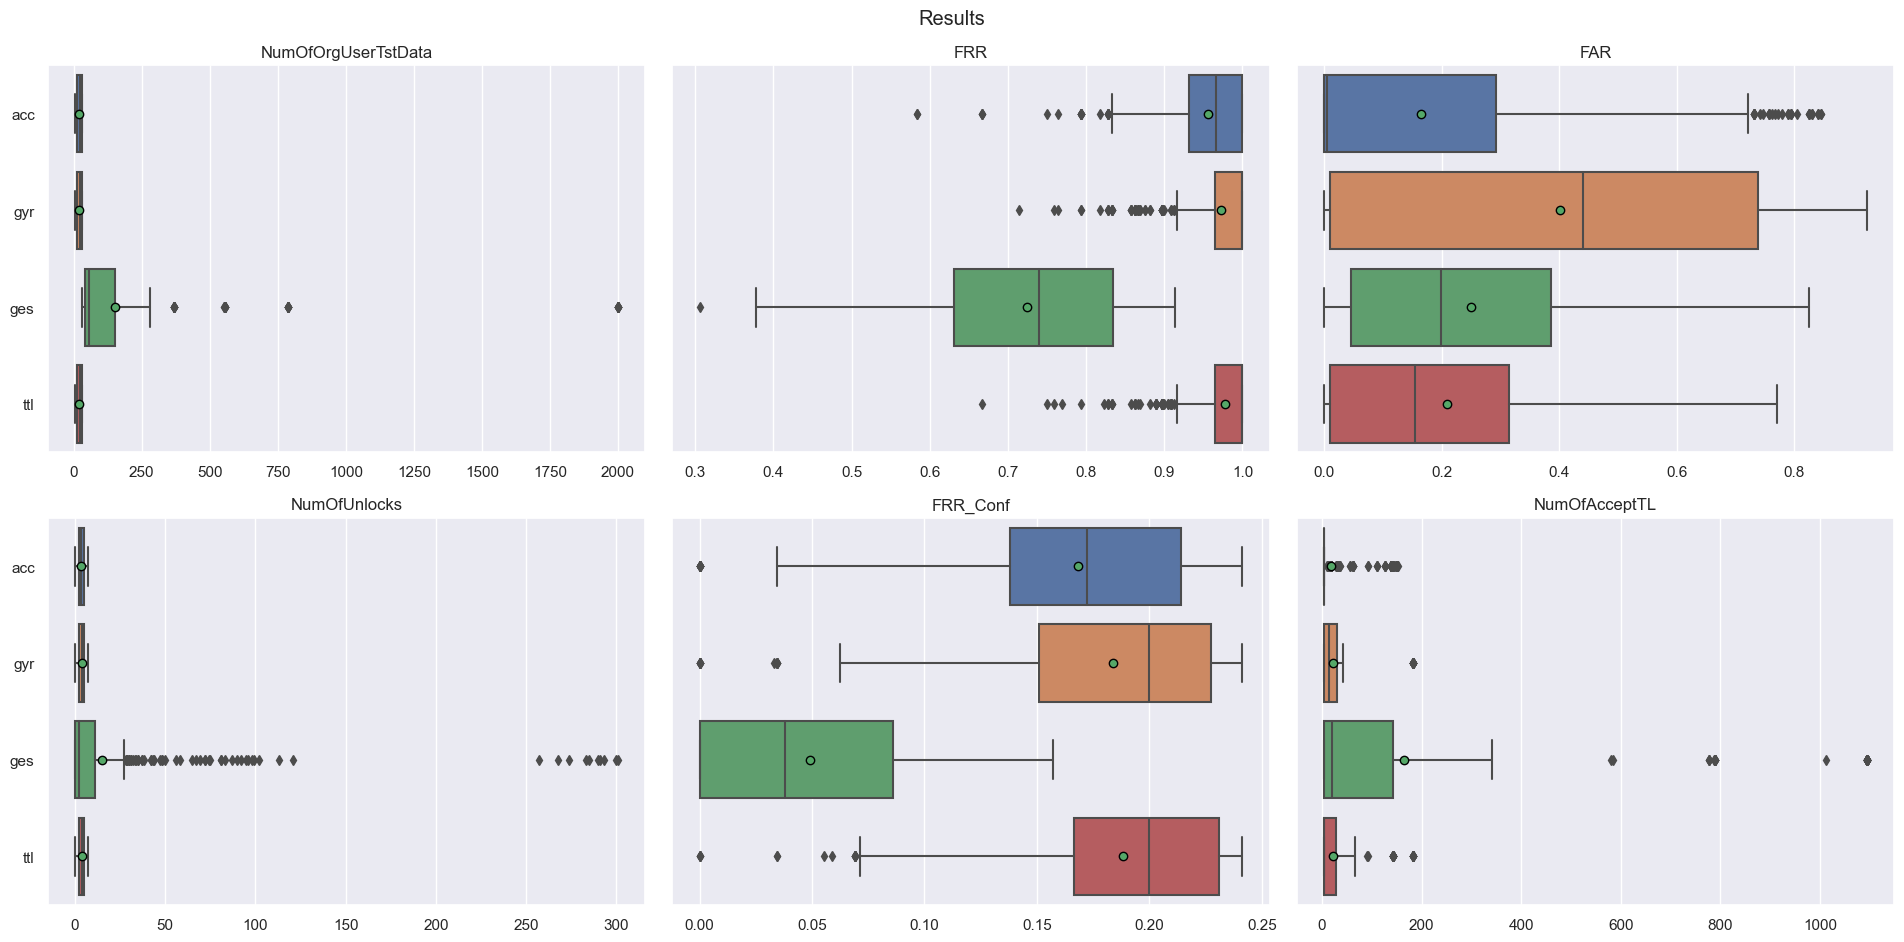 Results
NumOfOrgUserTstData
FRR
FAR
acc
gyr
ges
ttl
0 250 500 750 1000 1250 1500 1750 2000
0.3 0.4 0.5 0.6 0.7 0.8 0.9 1.0
0.0 0.2 0.4 0.6 0.8
NumOfUnlocks
FRR_Conf
NumOfAcceptTL
acc
gyr
ges
ttl
0 50 100 150 200 250 300
0.00 0.05 0.10 0.15 0.20 0.25
0 200 400 600 800 1000